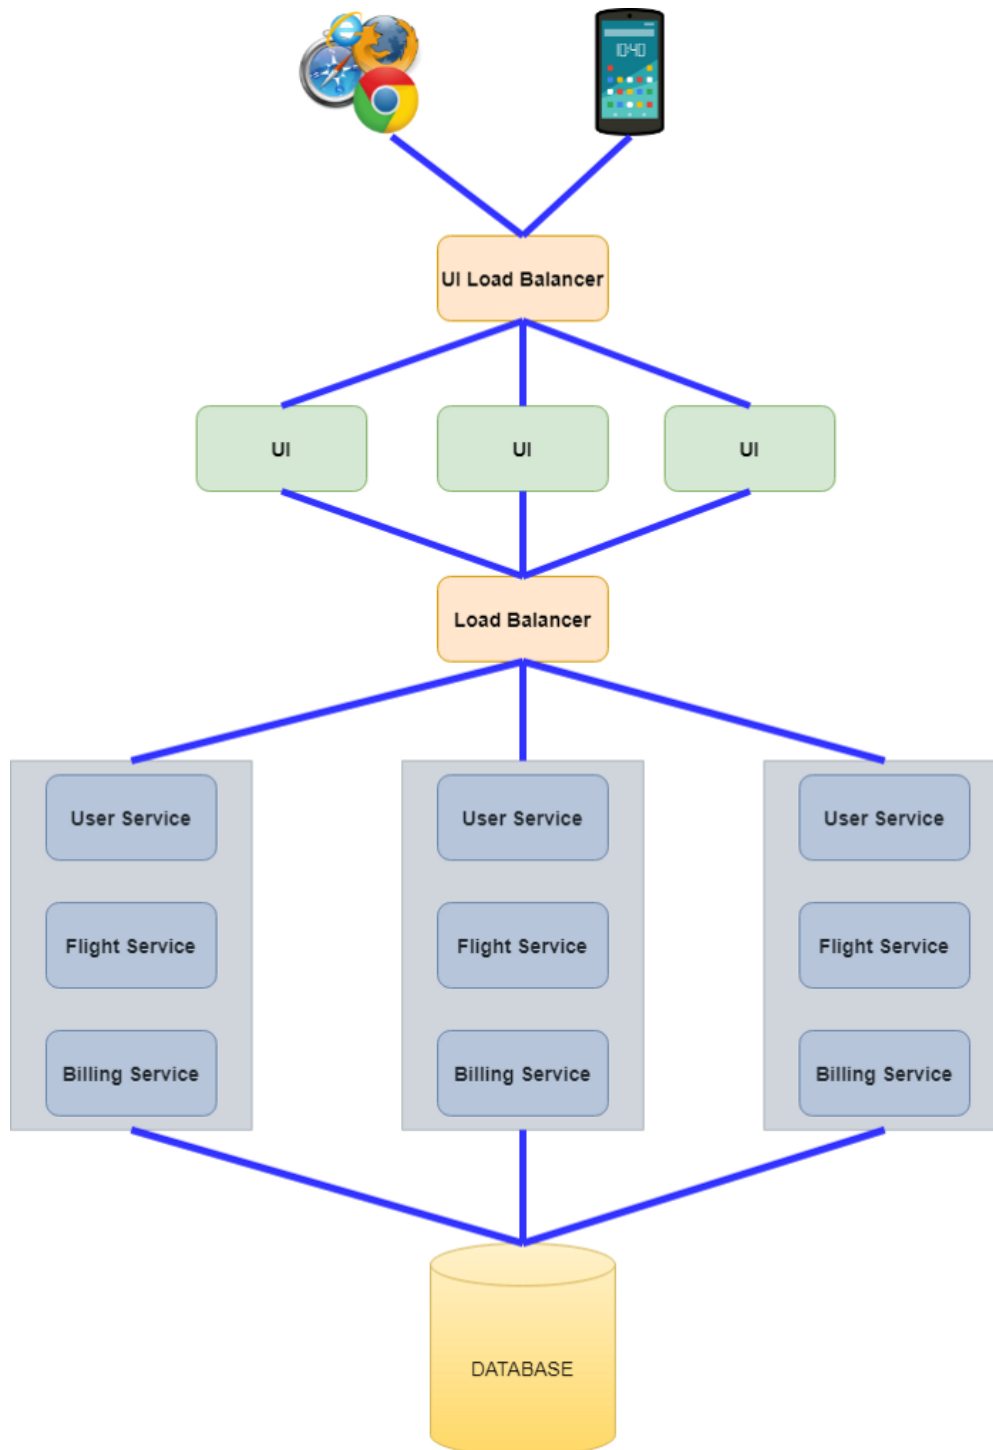 10:40
UI Load Balancer
UI
UI
UI
Load Balancer
User Service
User Service
User Service
Flight Service
Flight Service
Flight Service
Billing Service
Billing Service
Billing Service
DATABASE